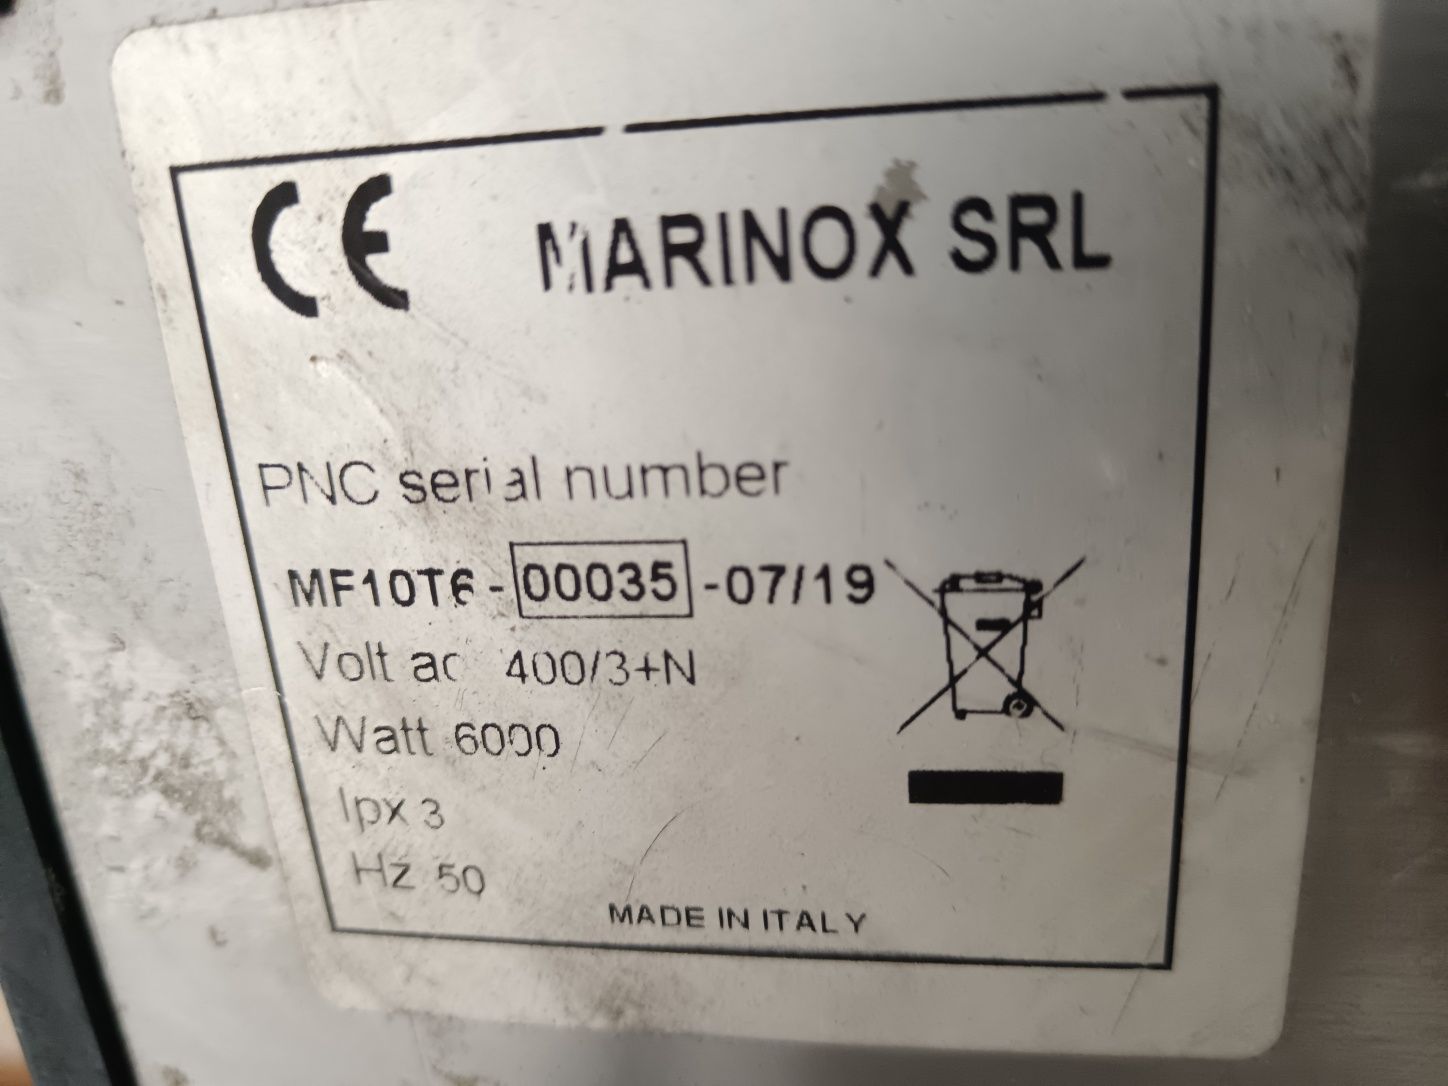 CE MARINOX SRL
PNC serial number
MF10T6-00035-07/19
Volt ac 400/3+N
Watt 6000
Ipx 3
Hz 50
MADE IN ITALY